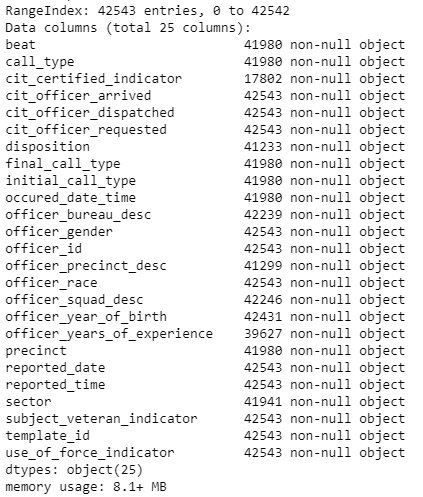 RangeIndex: 42543 entries, 0 to 42542
Data columns (total 25 columns):
beat 41980 non-null object
call_type 41980 non-null object
cit_certified_indicator 17802 non-null object
cit_officer_arrived 42543 non-null object
cit_officer_dispatched 42543 non-null object
cit_officer_requested 42543 non-null object
disposition 41233 non-null object
final_call_type 41980 non-null object
initial_call_type 41980 non-null object
occured_date_time 41980 non-null object
officer_bureau_desc 42239 non-null object
officer_gender 42543 non-null object
officer_id 42543 non-null object
officer_precinct_desc 41299 non-null object
officer_race 42543 non-null object
officer_squad_desc 42246 non-null object
officer_year_of_birth 42431 non-null object
officer_years_of_experience 39627 non-null object
precinct 41980 non-null object
reported_date 42543 non-null object
reported_time 42543 non-null object
sector 41941 non-null object
subject_veteran_indicator 42543 non-null object
template_id 42543 non-null object
use_of_force_indicator 42543 non-null object
dtypes: object(25)
memory usage: 8.1+ MB